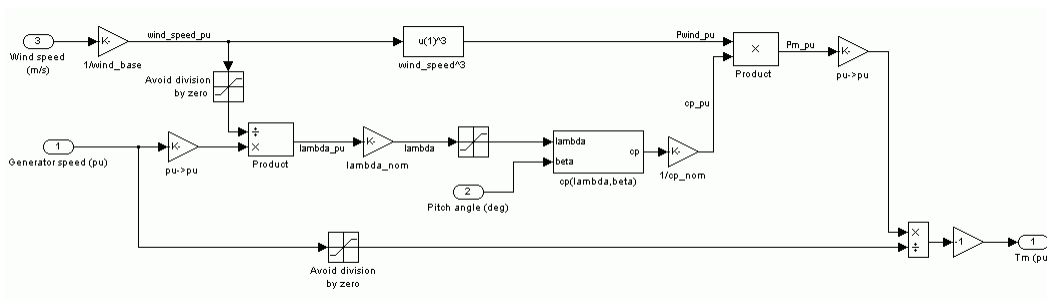 3
Wind speed
(m/s)
K-
1/wind_base
wind_speed_pu
u(1)^3
wind_speed^3
Pwind_pu
×
Product
Pm_pu
K-
pu->pu
Avoid division
by zero
cp_pu
1
Generator speed (pu)
K-
pu->pu
÷
×
Product
lambda_pu
K-
lambda_nom
lambda
lambda
beta
cp
cp(lambda,beta)
K-
1/cp_nom
2
Pitch angle (deg)
Avoid division
by zero
×
÷
-1
1
Tm (pu